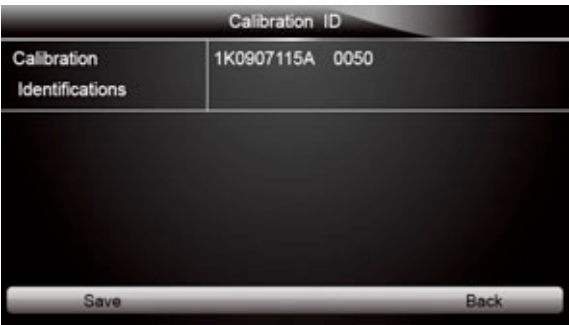 Calibration ID
Calibration 1K0907115A 0050
Identifications
Save Back